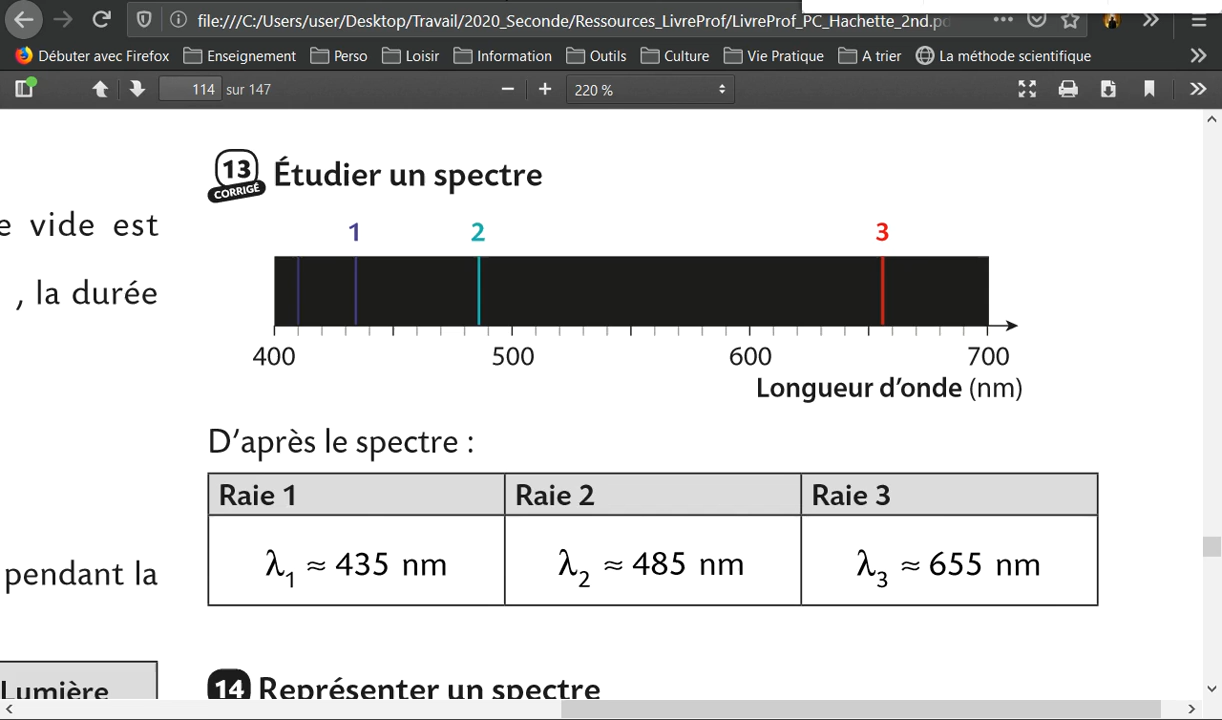 file:///C:/Users/user/Desktop/Travail/2020_Seconde/Ressources_LivreProf/LivreProf_PC_Hachette_2nd.pd
Débuter avec Firefox Enseignement Perso Loisir Information Outils Culture Vie Pratique A trier La méthode scientifique
114 sur 147 220 %
13 Étudier un spectre
CORRIGÉ
e vide est
, la durée
pendant la
Lumière
1 2 3
400 500 600 700
Longueur d'onde (nm)
D'après le spectre :
Raie 1 Raie 2 Raie 3
λ1 ≈ 435 nm λ2 ≈ 485 nm λ3 ≈ 655 nm
14 Représenter un spectre